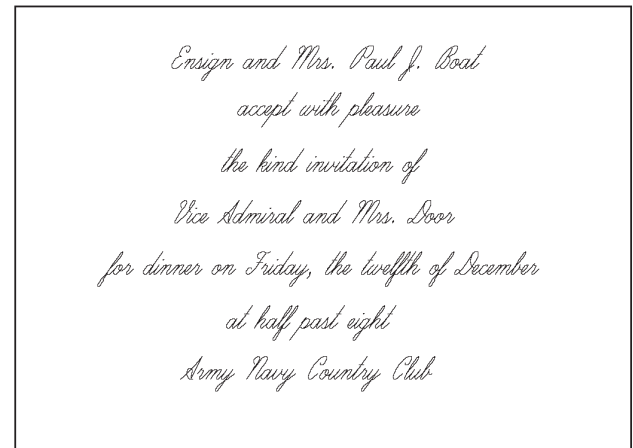 Ensign and Mrs. Paul J. Boat
accept with pleasure
the kind invitation of
Vice Admiral and Mrs. Door
for dinner on Friday, the twelfth of December
at half past eight
Army Navy Country Club